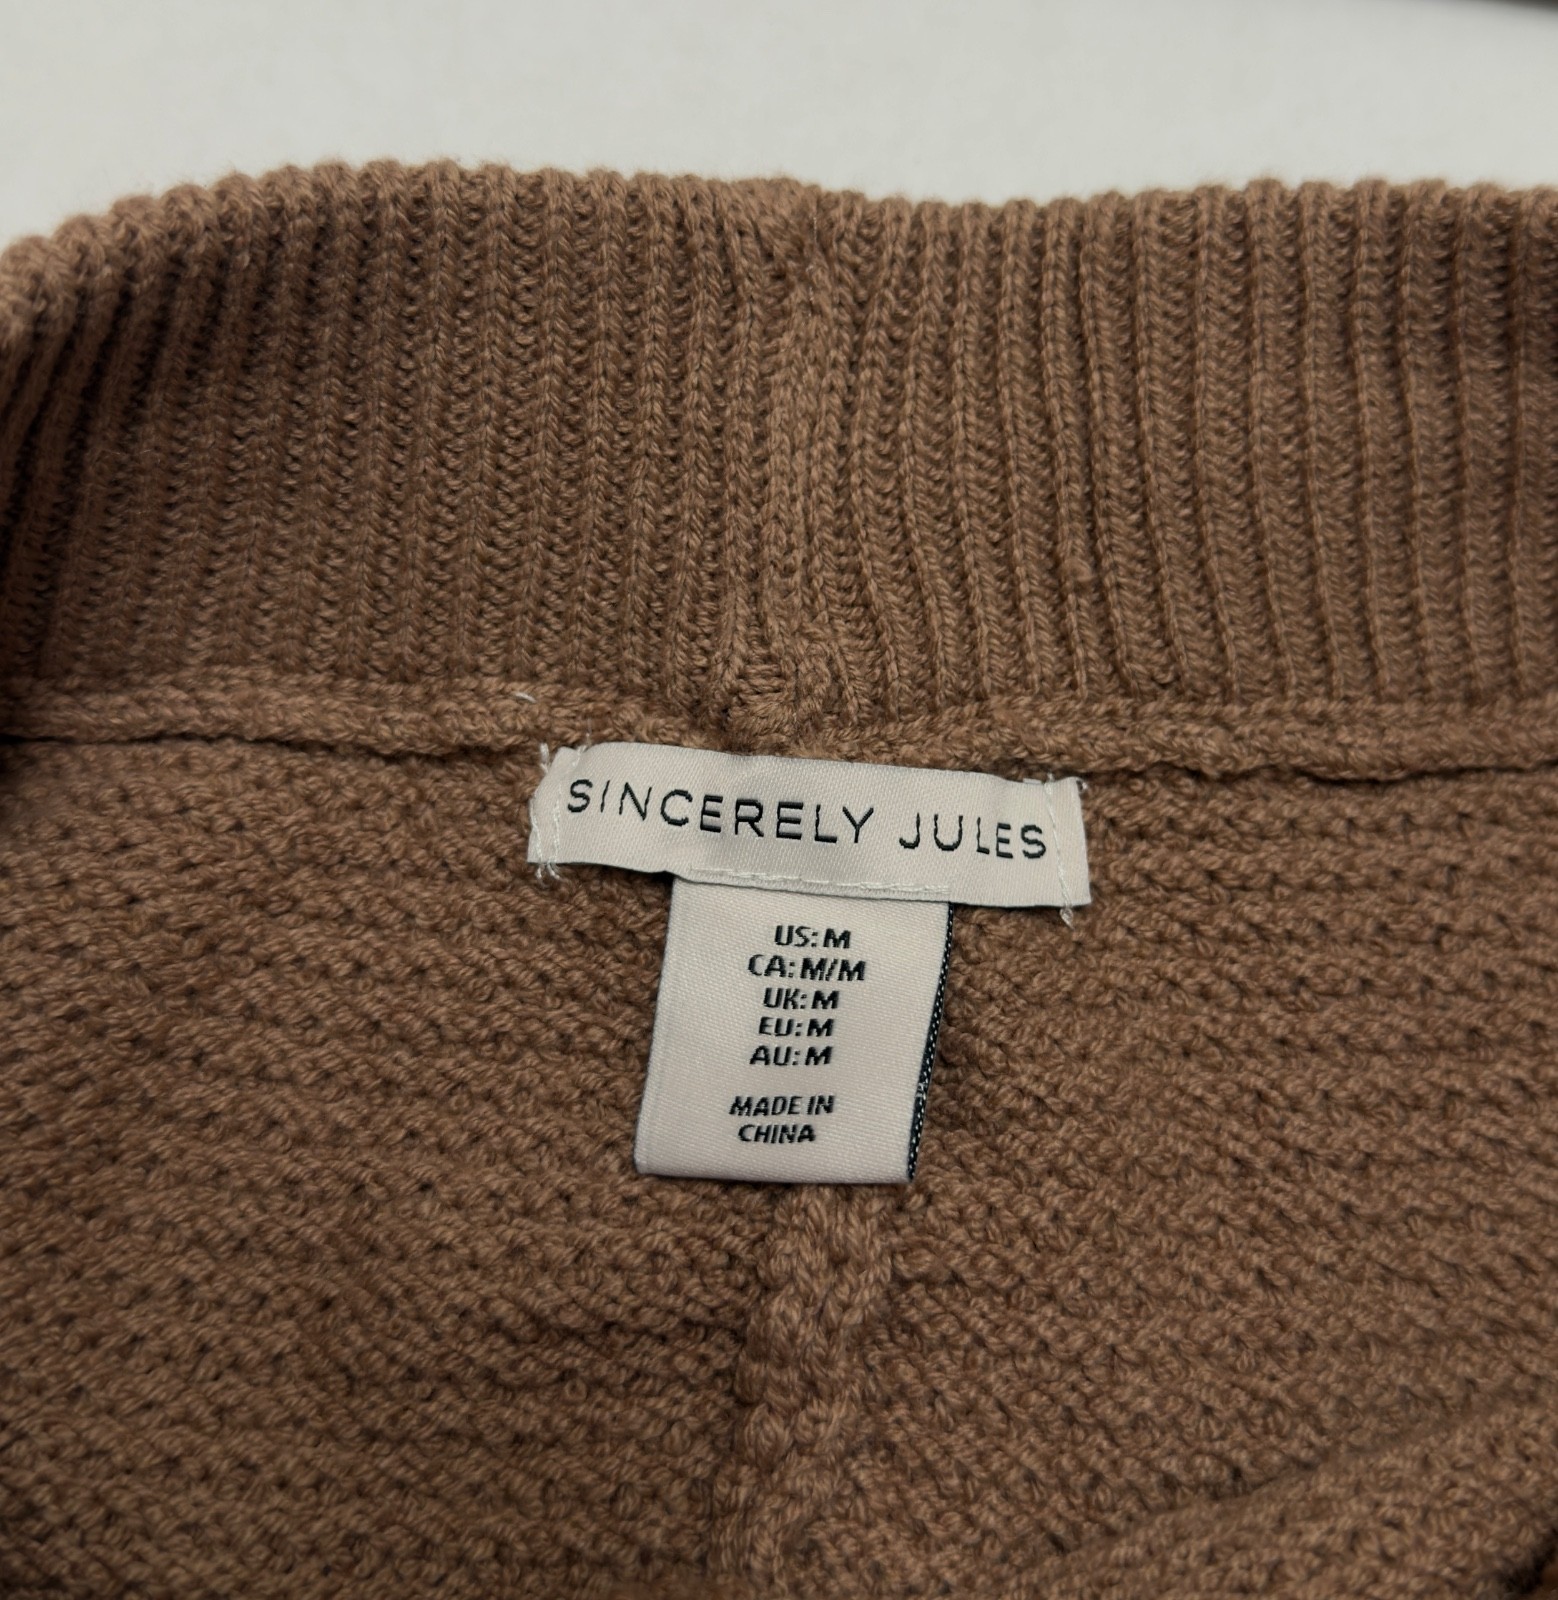 SINCERELY JULES
US: M
CA: M/M
UK: M
EU: M
AU: M
MADE IN
CHINA